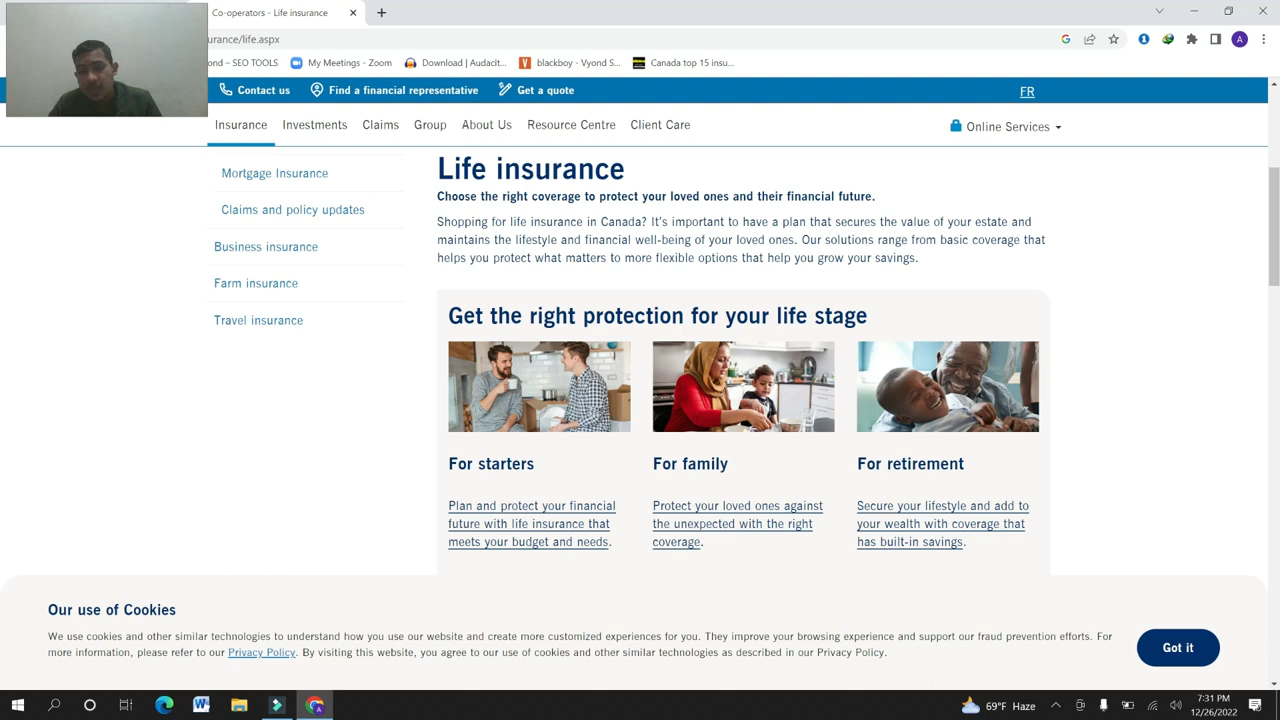 Co-operators - Life insurance
urance/life.aspx
ond – SEO TOOLS
My Meetings - Zoom
Download | Audacit...
blackboy - Vyond S...
Canada top 15 insu...
A
Contact us
Find a financial representative
Get a quote
FR
Insurance
Investments
Claims
Group
About Us
Resource Centre
Client Care
Online Services
Mortgage Insurance
Claims and policy updates
Business insurance
Farm insurance
Travel insurance
Life insurance
Choose the right coverage to protect your loved ones and their financial future.
Shopping for life insurance in Canada? It's important to have a plan that secures the value of your estate and
maintains the lifestyle and financial well-being of your loved ones. Our solutions range from basic coverage that
helps you protect what matters to more flexible options that help you grow your savings.
Get the right protection for your life stage
For starters
Plan and protect your financial
future with life insurance that
meets your budget and needs.
For family
Protect your loved ones against
the unexpected with the right
coverage.
For retirement
Secure your lifestyle and add to
your wealth with coverage that
has built-in savings.
Our use of Cookies
We use cookies and other similar technologies to understand how you use our website and create more customized experiences for you. They improve your browsing experience and support our fraud prevention efforts. For
more information, please refer to our Privacy Policy. By visiting this website, you agree to our use of cookies and other similar technologies as described in our Privacy Policy.
Got it
69°F Haze
7:31 PM
12/26/2022